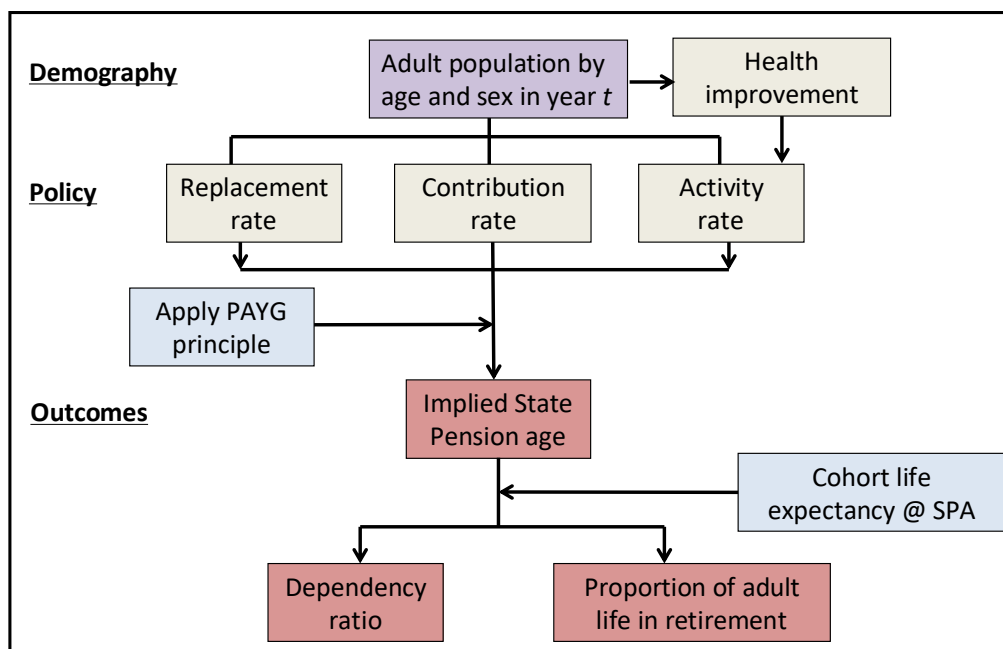 Demography
Adult population by
age and sex in year t
Health
improvement
Policy
Replacement
rate
Contribution
rate
Activity
rate
Apply PAYG
principle
Outcomes
Implied State
Pension age
Cohort life
expectancy @ SPA
Dependency
ratio
Proportion of adult
life in retirement